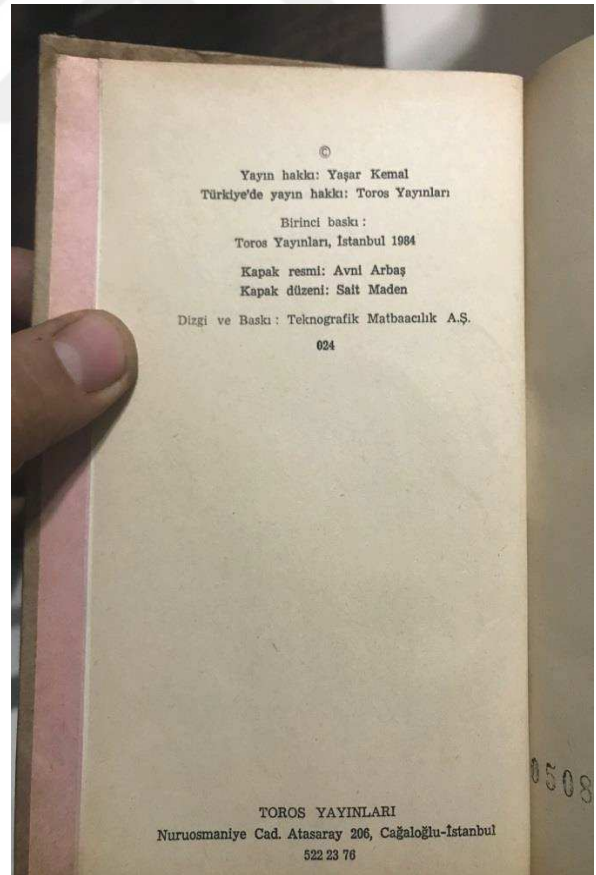 ©
Yayın hakkı: Yaşar Kemal
Türkiye'de yayın hakkı: Toros Yayınları
Birinci baskı :
Toros Yayınları, İstanbul 1984
Kapak resmi: Avni Arbaş
Kapak düzeni: Sait Maden
Dizgi ve Baskı : Teknografik Matbaacılık A.Ş.
024
0508
TOROS YAYINLARI
Nuruosmaniye Cad. Atasaray 206, Cağaloğlu-İstanbul
522 23 76